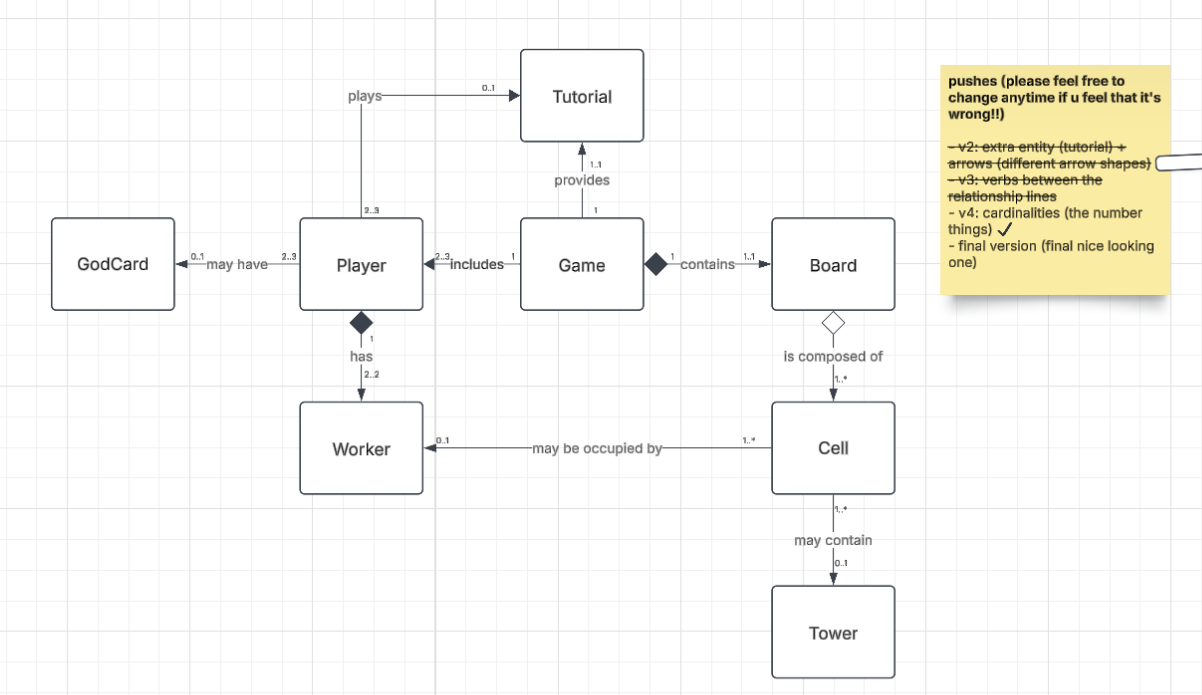 Tutorial
plays
0..1
1..1
provides
1
2..3
GodCard
0..1
may have
2..3
Player
2..3
includes
1
Game
1
contains
1..1
Board
1
has
2..2
is composed of
1..*
Worker
0..1
may be occupied by
1..*
Cell
1..*
may contain
0..1
Tower
pushes (please feel free to
change anytime if u feel that it's
wrong!!)
- v2: extra entity (tutorial) +
arrows (different arrow shapes)
- v3: verbs between the
relationship lines
- v4: cardinalities (the number
things) ✓
- final version (final nice looking
one)